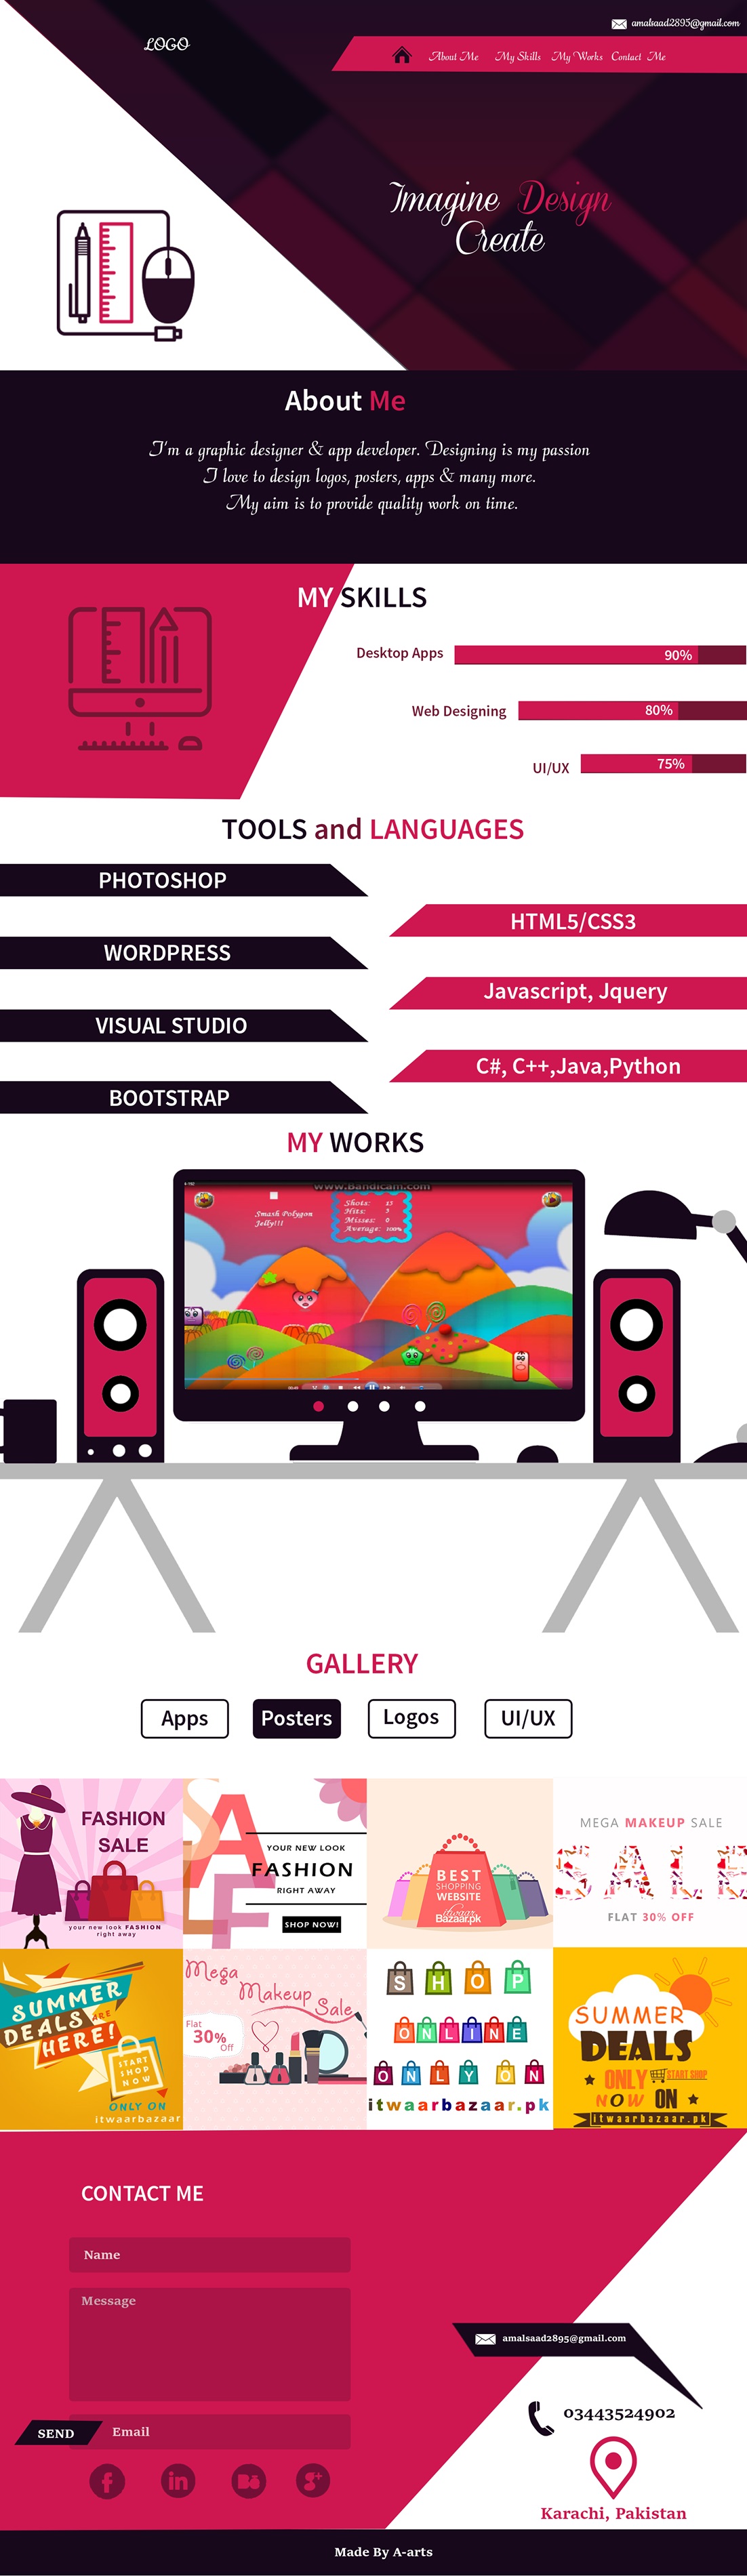 amalsaad2895@gmail.com
LOGO
About Me My Skills My Works Contact Me
Imagine Design
Create
About Me
I'm a graphic designer & app developer. Designing is my passion
I love to design logos, posters, apps & many more.
My aim is to provide quality work on time.
MY SKILLS
Desktop Apps 90%
Web Designing 80%
UI/UX 75%
TOOLS and LANGUAGES
PHOTOSHOP
HTML5/CSS3
WORDPRESS
Javascript, Jquery
VISUAL STUDIO
C#, C++,Java,Python
BOOTSTRAP
MY WORKS
www.Bandicam.com
Smash Polygon
Jelly!!!
Shots: 15
Hits: 3
Misses: 0
Average: 100%
GALLERY
Apps Posters Logos UI/UX
FASHION
SALE
your new look FASHION
right away
SALE
YOUR NEW LOOK
FASHION
RIGHT AWAY
SHOP NOW!
BEST
SHOPPING
WEBSITE
itwaar
Bazaar.pk
MEGA MAKEUP SALE
SALE
FLAT 30% OFF
SUMMER
DEALS ARE
HERE!
START
SHOP
NOW
ONLY ON
itwaarbazaar
Mega
Makeup
Sale
Flat
30%
Off
SHOP
ONLINE
ONLY ON
itwaarbazaar.pk
SUMMER
DEALS
ONLY START SHOP
NOW ON
itwaarbazaar.pk
CONTACT ME
Name
Message
amalsaad2895@gmail.com
03443524902
SEND Email
Karachi, Pakistan
Made By A-arts